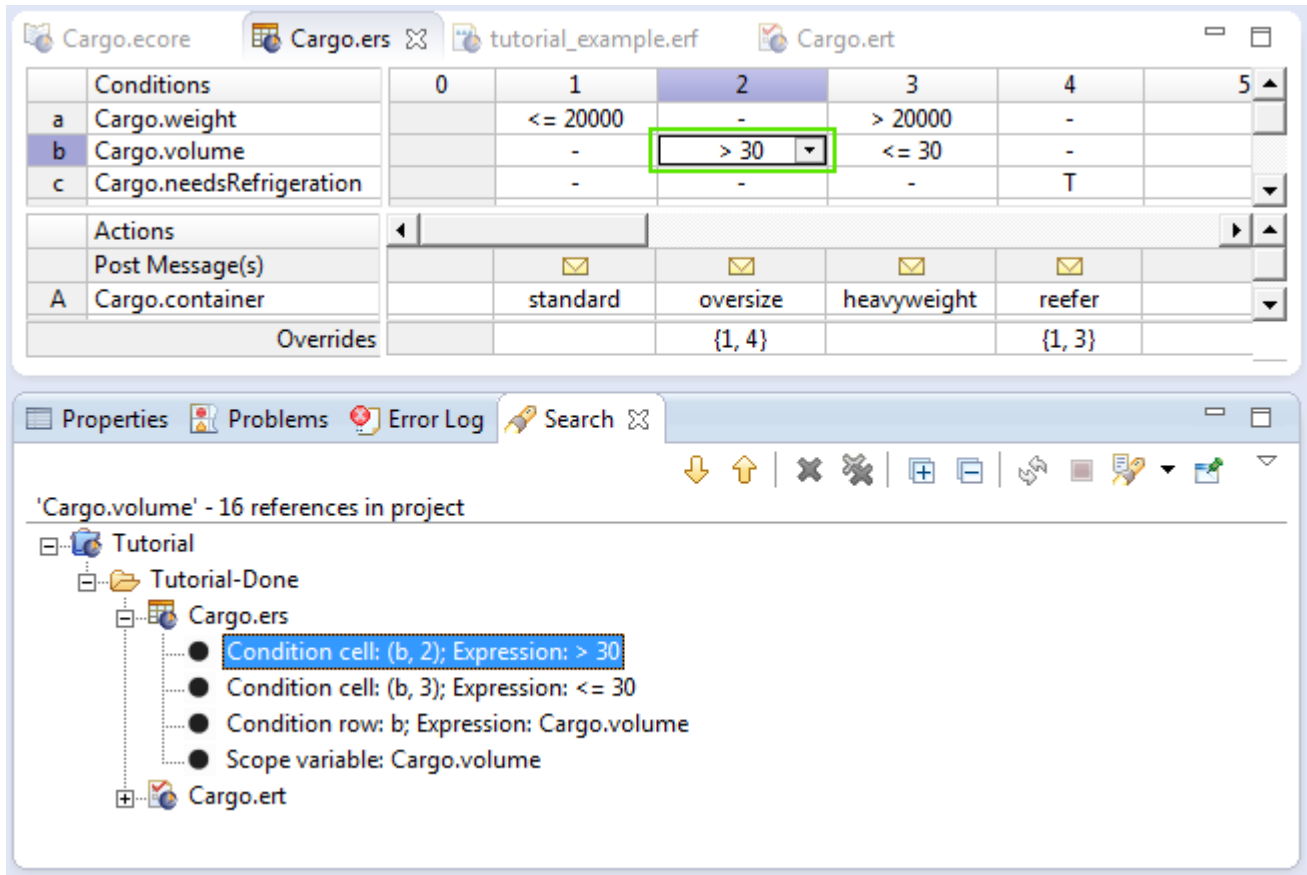 Cargo.ecore Cargo.ers tutorial_example.erf Cargo.ert
Conditions 0 1 2 3 4 5
a Cargo.weight <= 20000 - > 20000 -
b Cargo.volume - > 30 <= 30 -
c Cargo.needsRefrigeration - - - T
Actions
Post Message(s)
A Cargo.container standard oversize heavyweight reefer
Overrides {1, 4} {1, 3}
Properties Problems Error Log Search
'Cargo.volume' - 16 references in project
Tutorial
Tutorial-Done
Cargo.ers
Condition cell: (b, 2); Expression: > 30
Condition cell: (b, 3); Expression: <= 30
Condition row: b; Expression: Cargo.volume
Scope variable: Cargo.volume
Cargo.ert